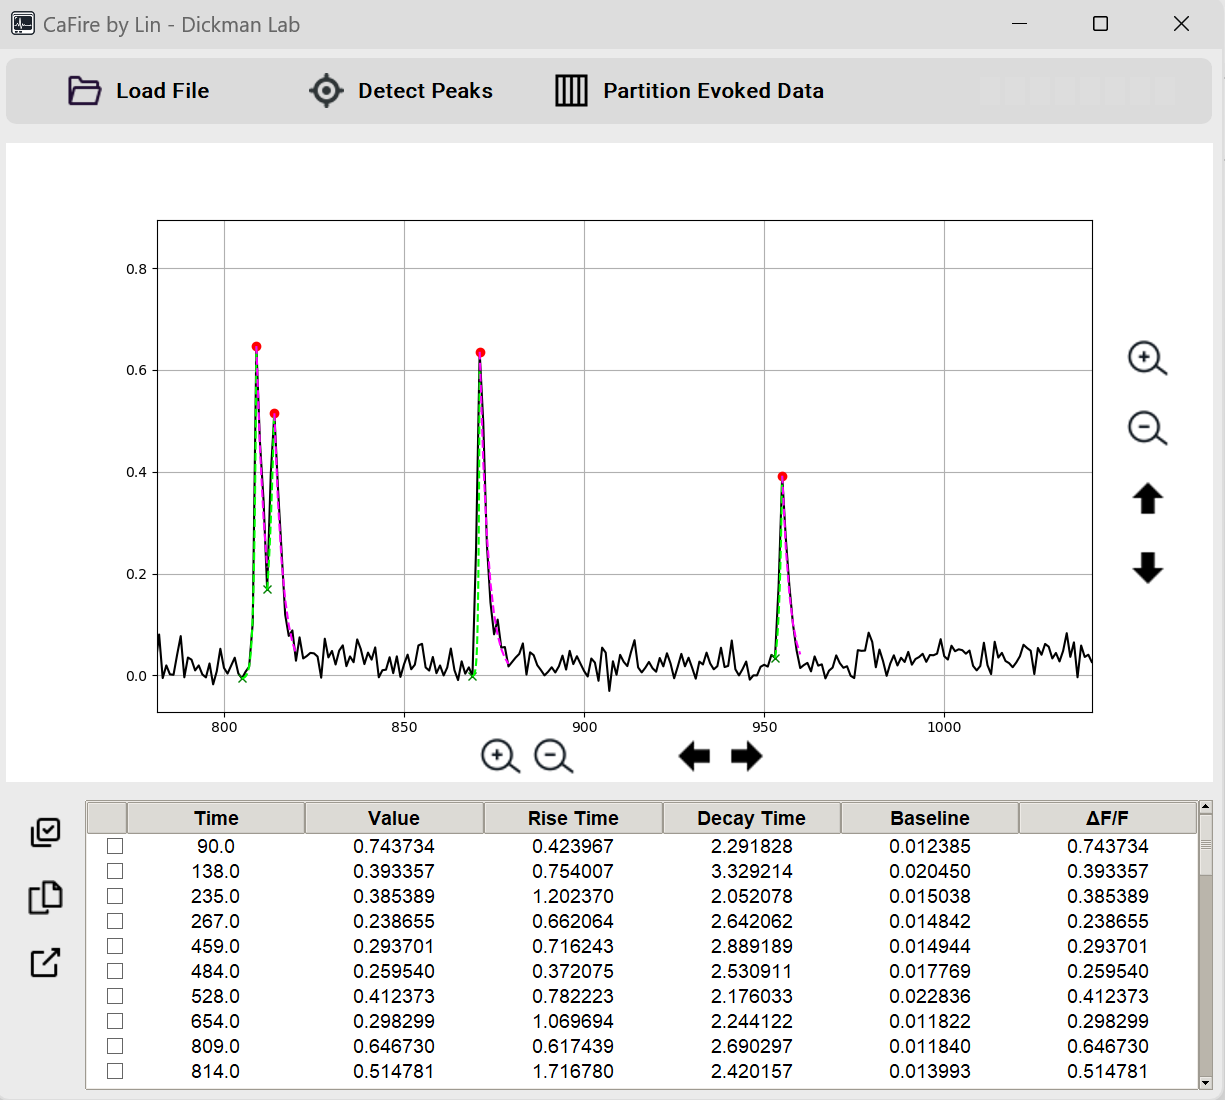 CaFire by Lin - Dickman Lab
Load File Detect Peaks Partition Evoked Data
0.8
0.6
0.4
0.2
0.0
800 850 900 950 1000
Time Value Rise Time Decay Time Baseline ΔF/F
90.0 0.743734 0.423967 2.291828 0.012385 0.743734
138.0 0.393357 0.754007 3.329214 0.020450 0.393357
235.0 0.385389 1.202370 2.052078 0.015038 0.385389
267.0 0.238655 0.662064 2.642062 0.014842 0.238655
459.0 0.293701 0.716243 2.889189 0.014944 0.293701
484.0 0.259540 0.372075 2.530911 0.017769 0.259540
528.0 0.412373 0.782223 2.176033 0.022836 0.412373
654.0 0.298299 1.069694 2.244122 0.011822 0.298299
809.0 0.646730 0.617439 2.690297 0.011840 0.646730
814.0 0.514781 1.716780 2.420157 0.013993 0.514781